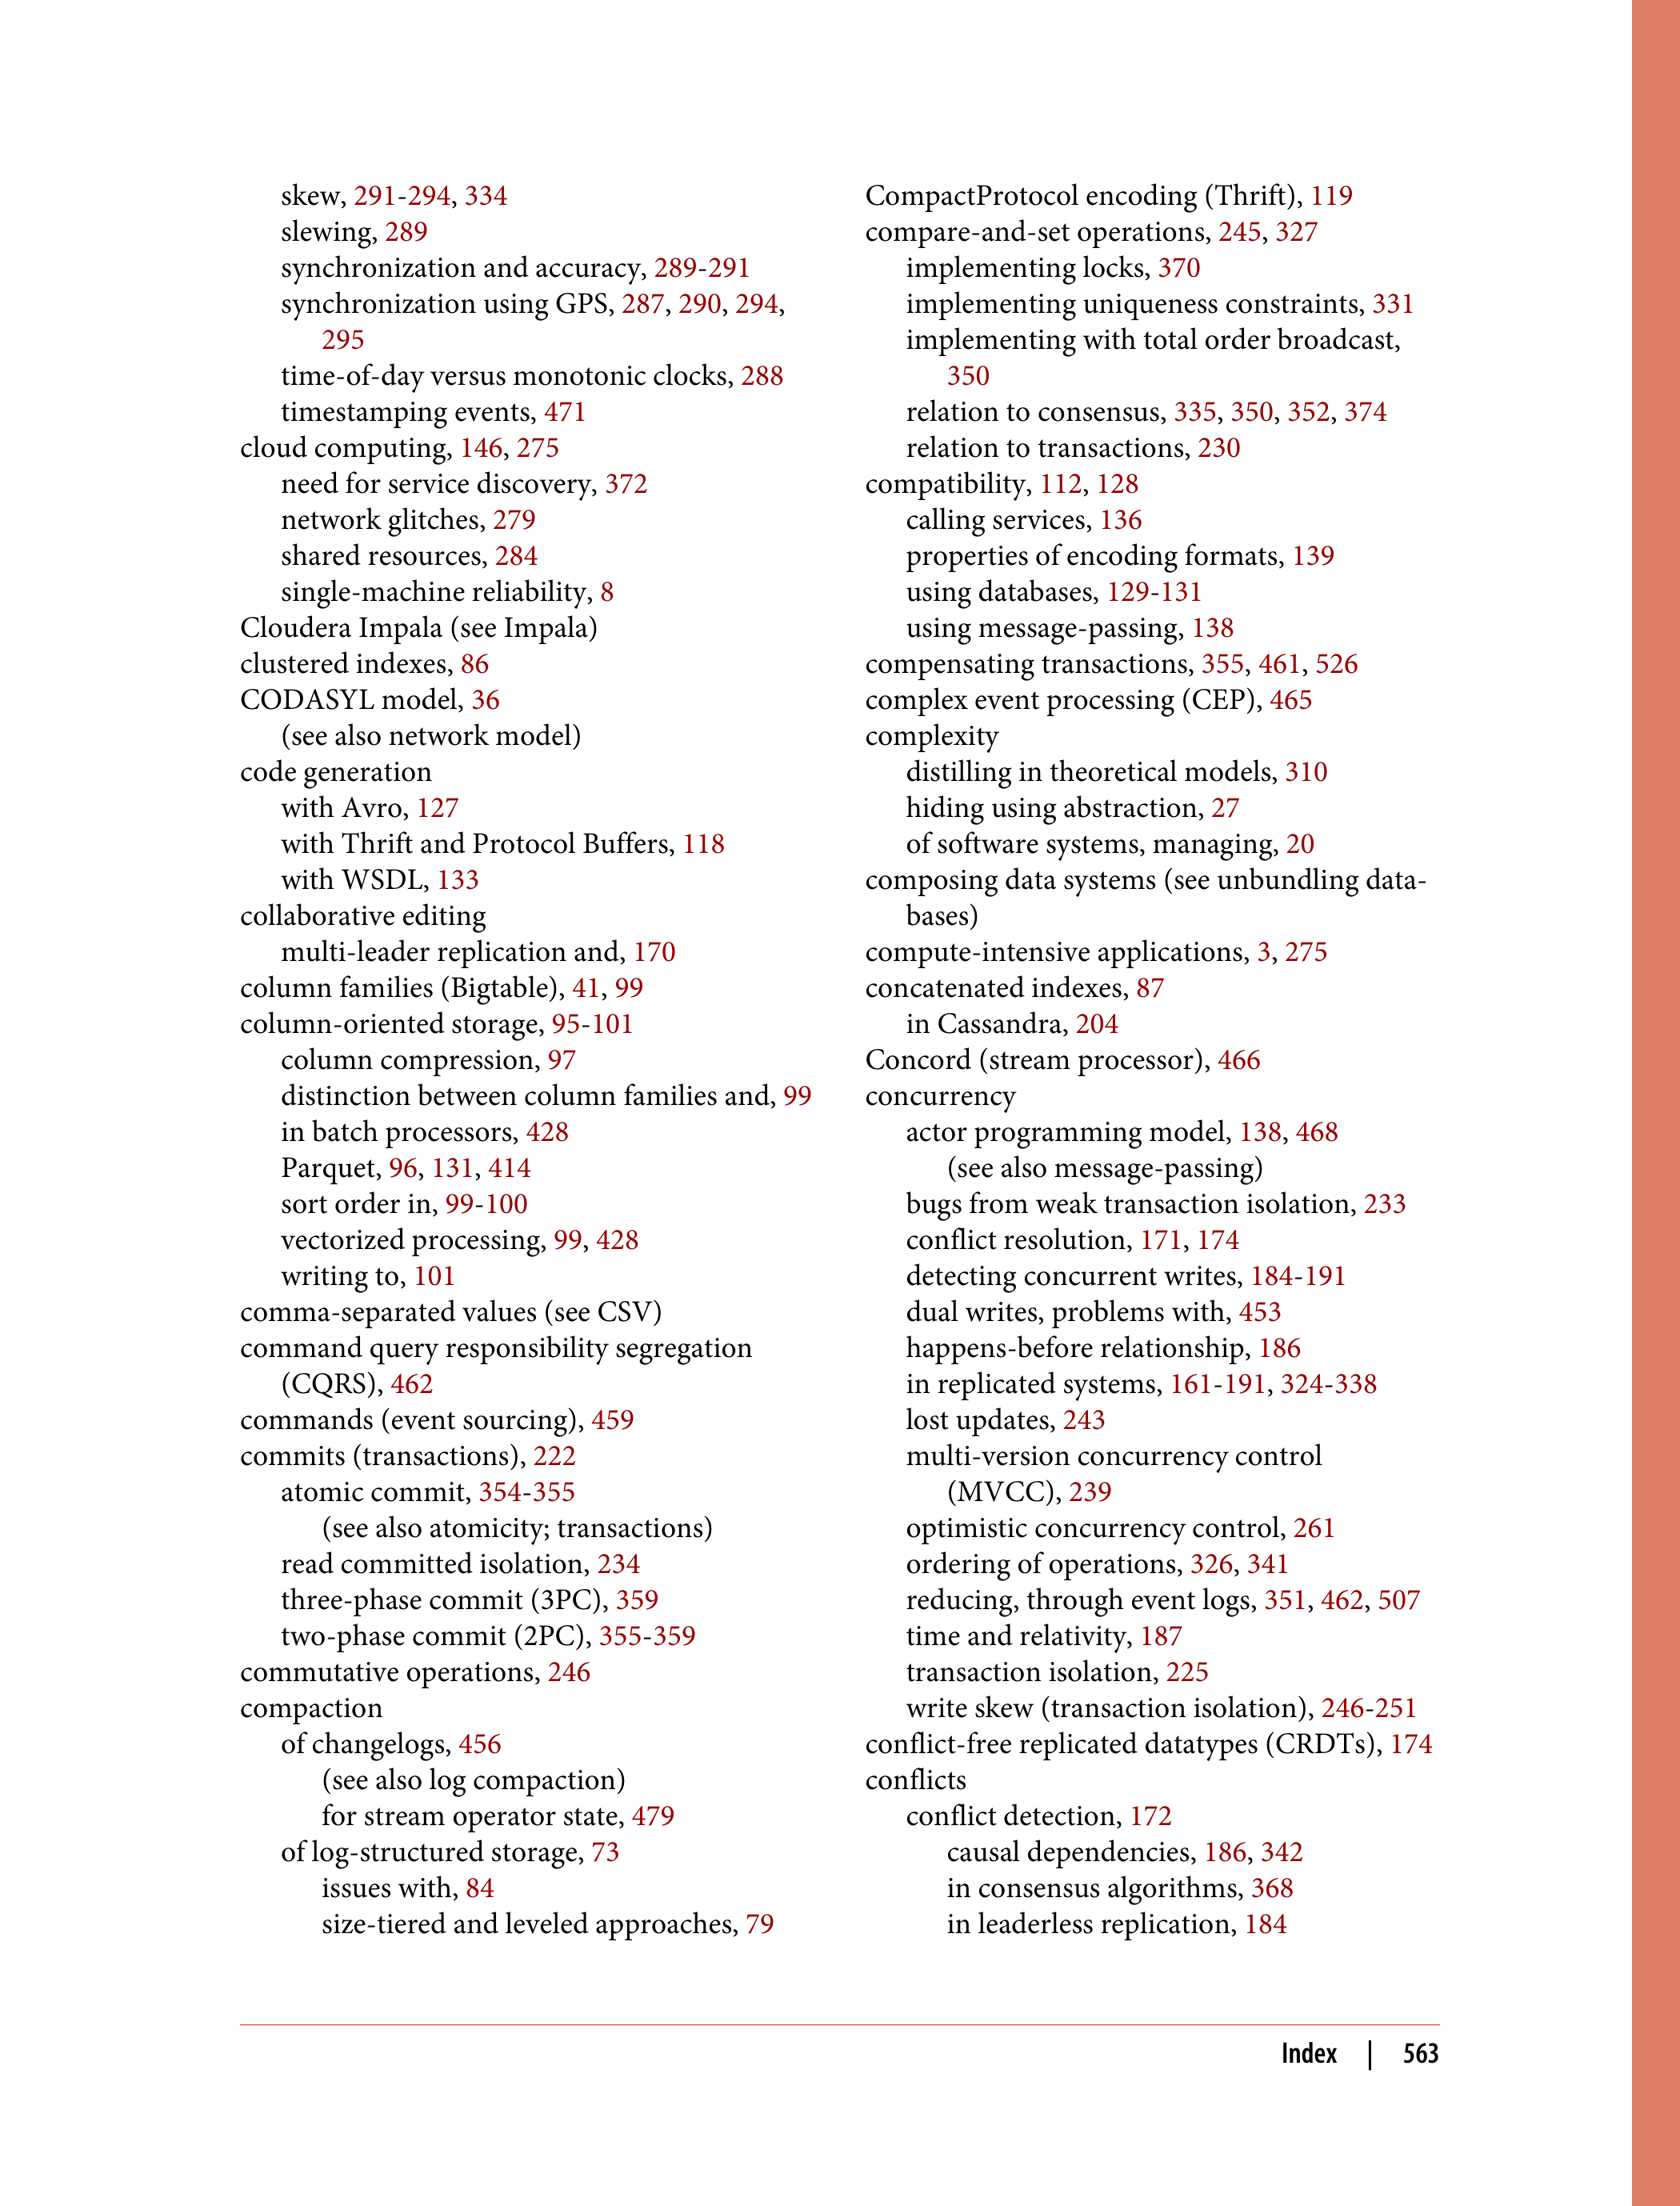 skew, 291-294, 334
slewing, 289
synchronization and accuracy, 289-291
synchronization using GPS, 287, 290, 294,
295
time-of-day versus monotonic clocks, 288
timestamping events, 471
cloud computing, 146, 275
need for service discovery, 372
network glitches, 279
shared resources, 284
single-machine reliability, 8
Cloudera Impala (see Impala)
clustered indexes, 86
CODASYL model, 36
(see also network model)
code generation
with Avro, 127
with Thrift and Protocol Buffers, 118
with WSDL, 133
collaborative editing
multi-leader replication and, 170
column families (Bigtable), 41, 99
column-oriented storage, 95-101
column compression, 97
distinction between column families and, 99
in batch processors, 428
Parquet, 96, 131, 414
sort order in, 99-100
vectorized processing, 99, 428
writing to, 101
comma-separated values (see CSV)
command query responsibility segregation
(CQRS), 462
commands (event sourcing), 459
commits (transactions), 222
atomic commit, 354-355
(see also atomicity; transactions)
read committed isolation, 234
three-phase commit (3PC), 359
two-phase commit (2PC), 355-359
commutative operations, 246
compaction
of changelogs, 456
(see also log compaction)
for stream operator state, 479
of log-structured storage, 73
issues with, 84
size-tiered and leveled approaches, 79
CompactProtocol encoding (Thrift), 119
compare-and-set operations, 245, 327
implementing locks, 370
implementing uniqueness constraints, 331
implementing with total order broadcast,
350
relation to consensus, 335, 350, 352, 374
relation to transactions, 230
compatibility, 112, 128
calling services, 136
properties of encoding formats, 139
using databases, 129-131
using message-passing, 138
compensating transactions, 355, 461, 526
complex event processing (CEP), 465
complexity
distilling in theoretical models, 310
hiding using abstraction, 27
of software systems, managing, 20
composing data systems (see unbundling data-
bases)
compute-intensive applications, 3, 275
concatenated indexes, 87
in Cassandra, 204
Concord (stream processor), 466
concurrency
actor programming model, 138, 468
(see also message-passing)
bugs from weak transaction isolation, 233
conflict resolution, 171, 174
detecting concurrent writes, 184-191
dual writes, problems with, 453
happens-before relationship, 186
in replicated systems, 161-191, 324-338
lost updates, 243
multi-version concurrency control
(MVCC), 239
optimistic concurrency control, 261
ordering of operations, 326, 341
reducing, through event logs, 351, 462, 507
time and relativity, 187
transaction isolation, 225
write skew (transaction isolation), 246-251
conflict-free replicated datatypes (CRDTs), 174
conflicts
conflict detection, 172
causal dependencies, 186, 342
in consensus algorithms, 368
in leaderless replication, 184
Index | 563